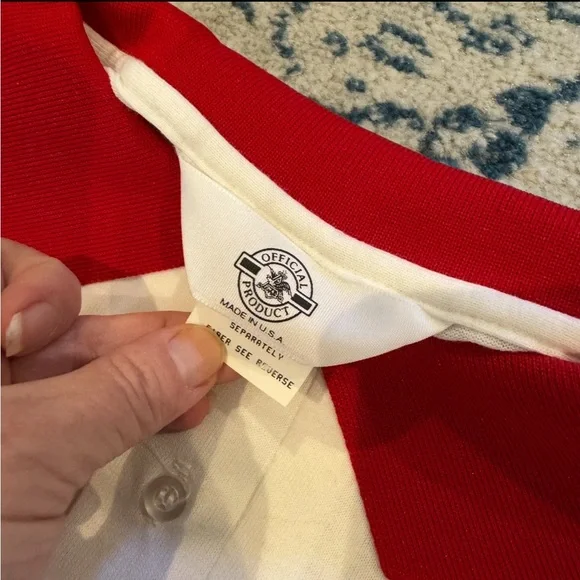 OFFICIAL
PRODUCT
MADE IN U.S.A.
SEPARATELY
SEE REVERSE